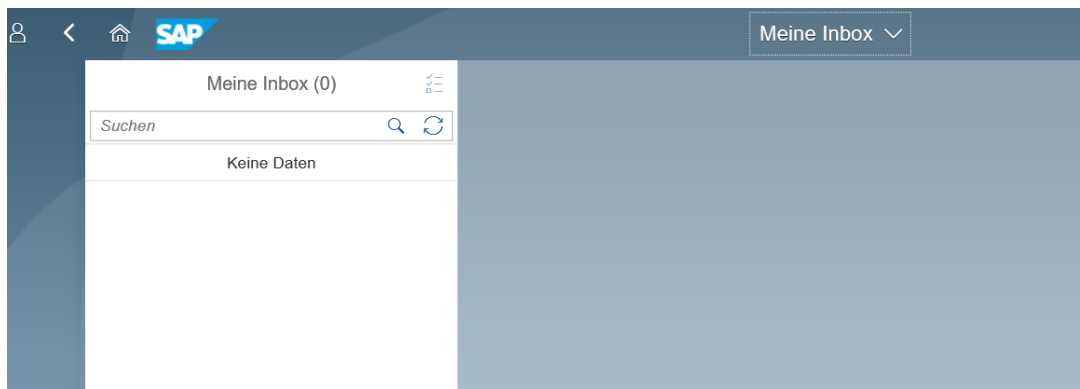 SAP
Meine Inbox
Meine Inbox (0)
Suchen
Keine Daten